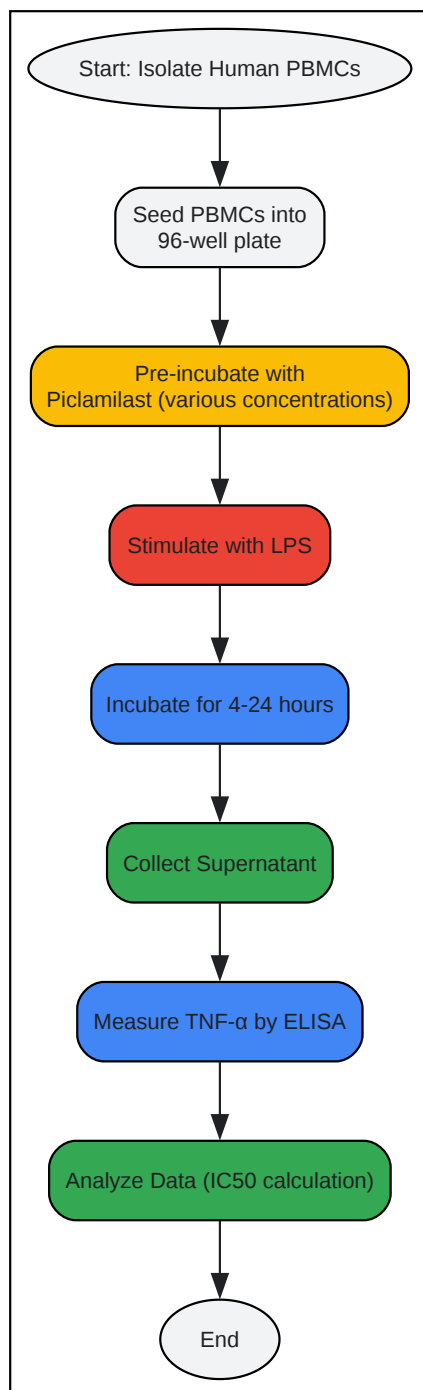 Start: Isolate Human PBMCs
Seed PBMCs into
96-well plate
Pre-incubate with
Piclamilast (various concentrations)
Stimulate with LPS
Incubate for 4-24 hours
Collect Supernatant
Measure TNF-α by ELISA
Analyze Data (IC50 calculation)
End